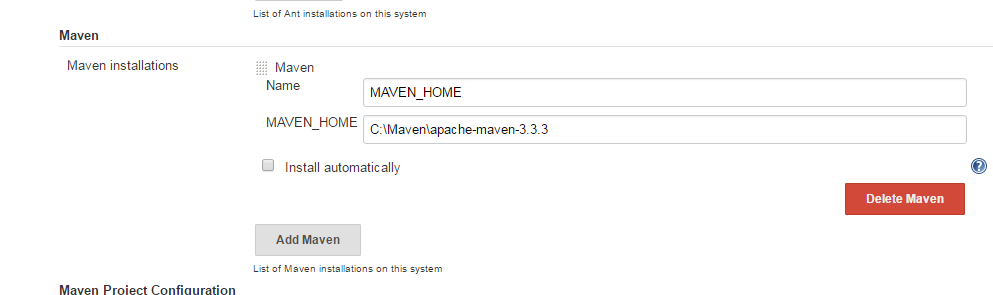 List of Ant installations on this system
Maven
Maven installations
Maven
Name
MAVEN_HOME
MAVEN_HOME
C:\Maven\apache-maven-3.3.3
Install automatically
?
Delete Maven
Add Maven
List of Maven installations on this system
Maven Project Configuration